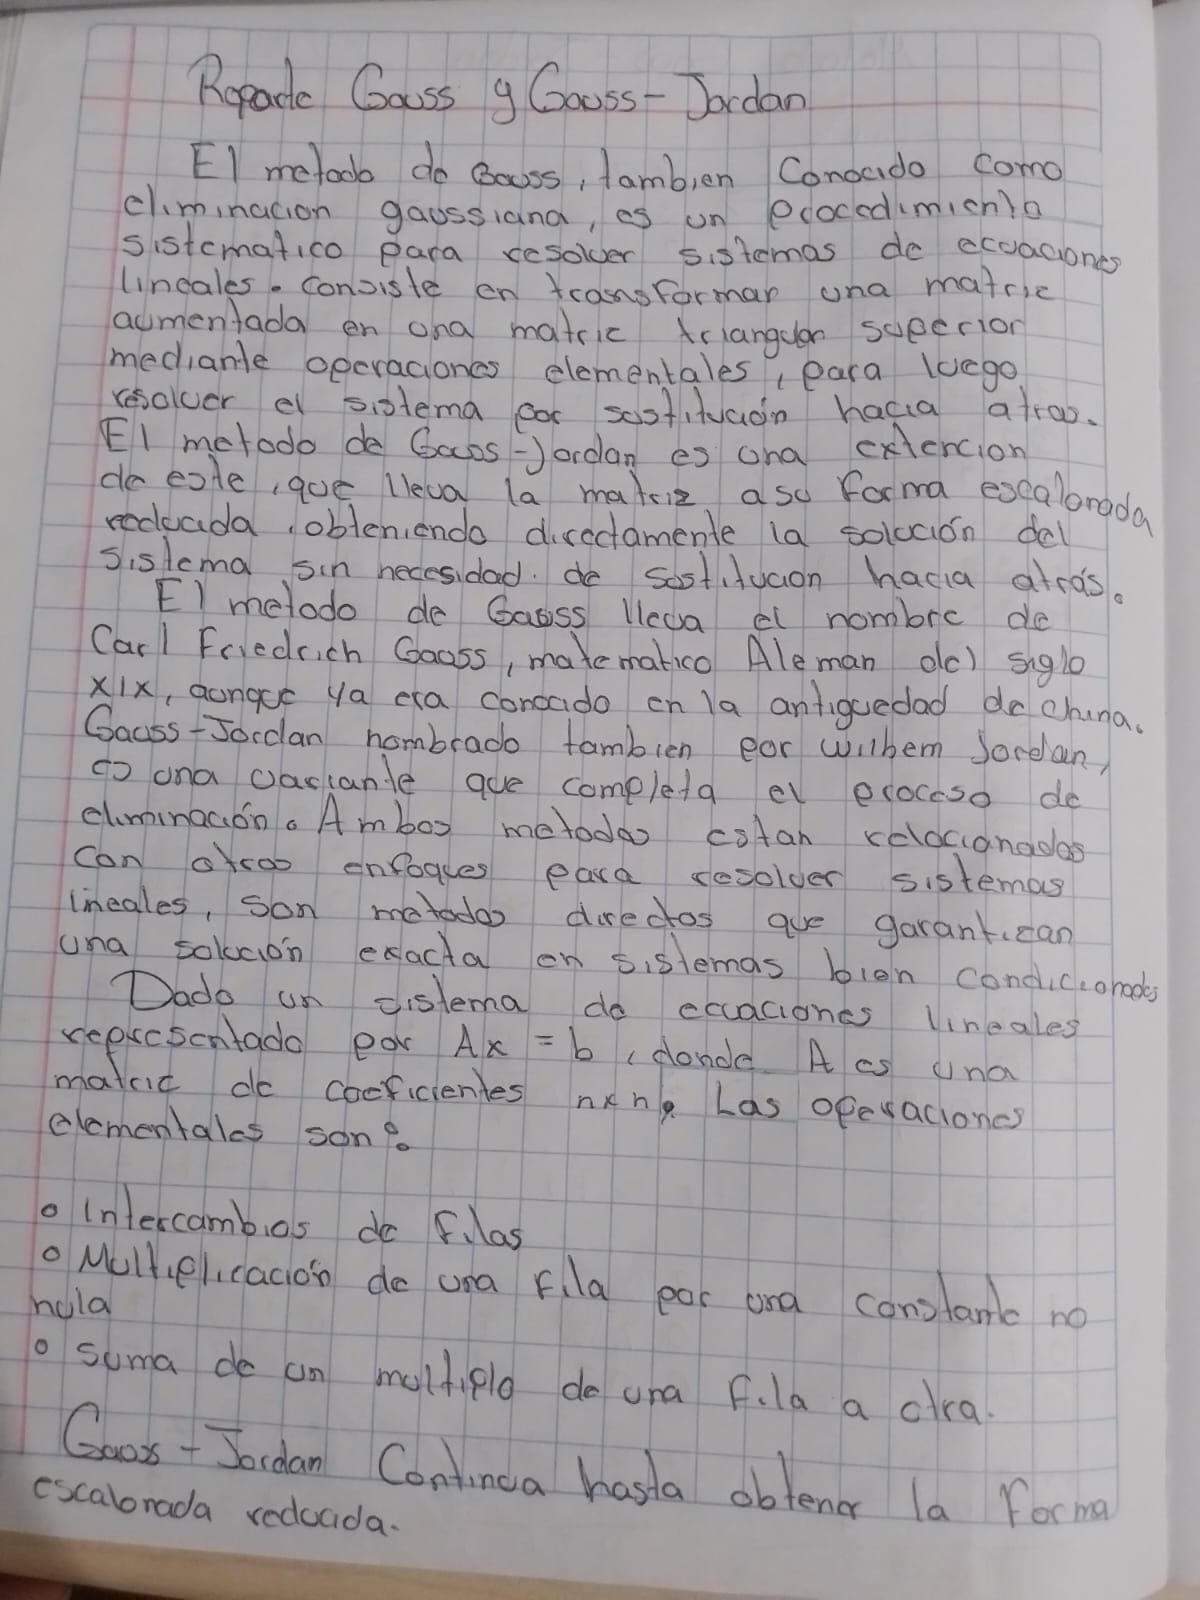 Reporte Gauss y Gauss-Jordan
El metodo de Gauss, tambien Conocido como
eliminacion gaussiana, es un procedimiento
sistematico para resolver sistemas de ecuaciones
lineales. Consiste en transformar una matriz
aumentada en una matriz triangular superior
mediante operaciones elementales, para luego
resolver el sistema por sustitución hacia atras.
El metodo de Gauss-Jordan es una extencion
de este, que lleva la matriz a su forma escalonada
reducida, obteniendo directamente la solución del
sistema sin necesidad de sustitucion hacia atrás.
El metodo de Gauss lleva el nombre de
Carl Friedrich Gauss, matematico Aleman del siglo
XIX, aunque ya era conocido en la antiguedad de china.
Gauss-Jordan nombrado tambien por Wilhem Jordan,
es una variante que completa el proceso de
eliminación. Ambos metodos estan relacionados
con otros enfoques para resolver sistemas
lineales, son metodos directos que garantizan
una solución exacta en sistemas bien condicionados
Dado un sistema de ecuaciones lineales
representado por Ax = b, donde A es una
matriz de coeficientes nxn. Las operaciones
elementales son:
• Intercambios de filas
• Multiplicación de una fila por una constante no
nula
• suma de un multiplo de una fila a otra.
Gauss-Jordan Continua hasta obtener la forma
escalonada reducida.